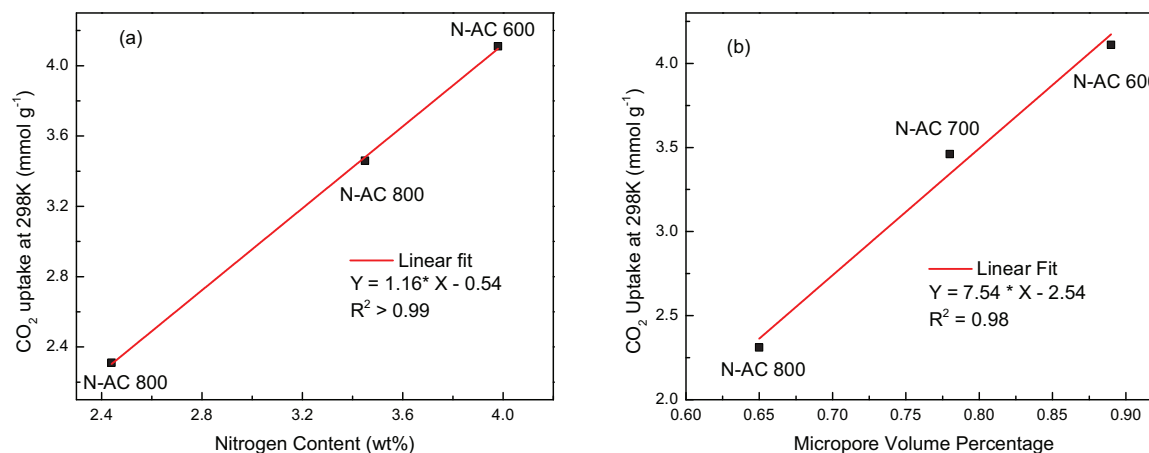 (a)
N-AC 600
N-AC 800
N-AC 800
Linear fit
Y = 1.16* X - 0.54
R² > 0.99
4.0
3.6
3.2
2.8
2.4
2.4
2.8
3.2
3.6
4.0
CO₂ uptake at 298K (mmol g⁻¹)
Nitrogen Content (wt%)
(b)
N-AC 600
N-AC 700
N-AC 800
Linear Fit
Y = 7.54 * X - 2.54
R² = 0.98
4.0
3.5
3.0
2.5
2.0
0.60
0.65
0.70
0.75
0.80
0.85
0.90
CO₂ Uptake at 298K (mmol g⁻¹)
Micropore Volume Percentage